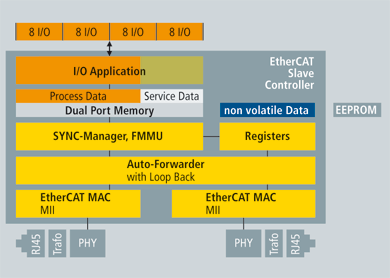 8 I/O 8 I/O 8 I/O 8 I/O
I/O Application
EtherCAT
Slave
Controller
Process Data Service Data
Dual Port Memory
non volatile Data
EEPROM
SYNC-Manager, FMMU
Registers
Auto-Forwarder
with Loop Back
EtherCAT MAC
MII
EtherCAT MAC
MII
RJ45
Trafo
PHY
PHY
Trafo
RJ45